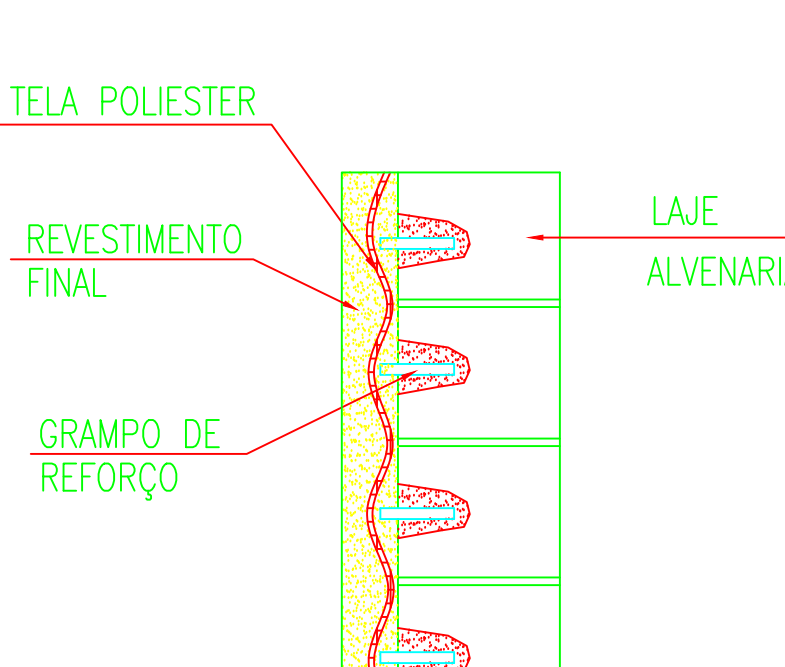 TELA POLIESTER
REVESTIMENTO
FINAL
GRAMPO DE
REFORÇO
LAJE